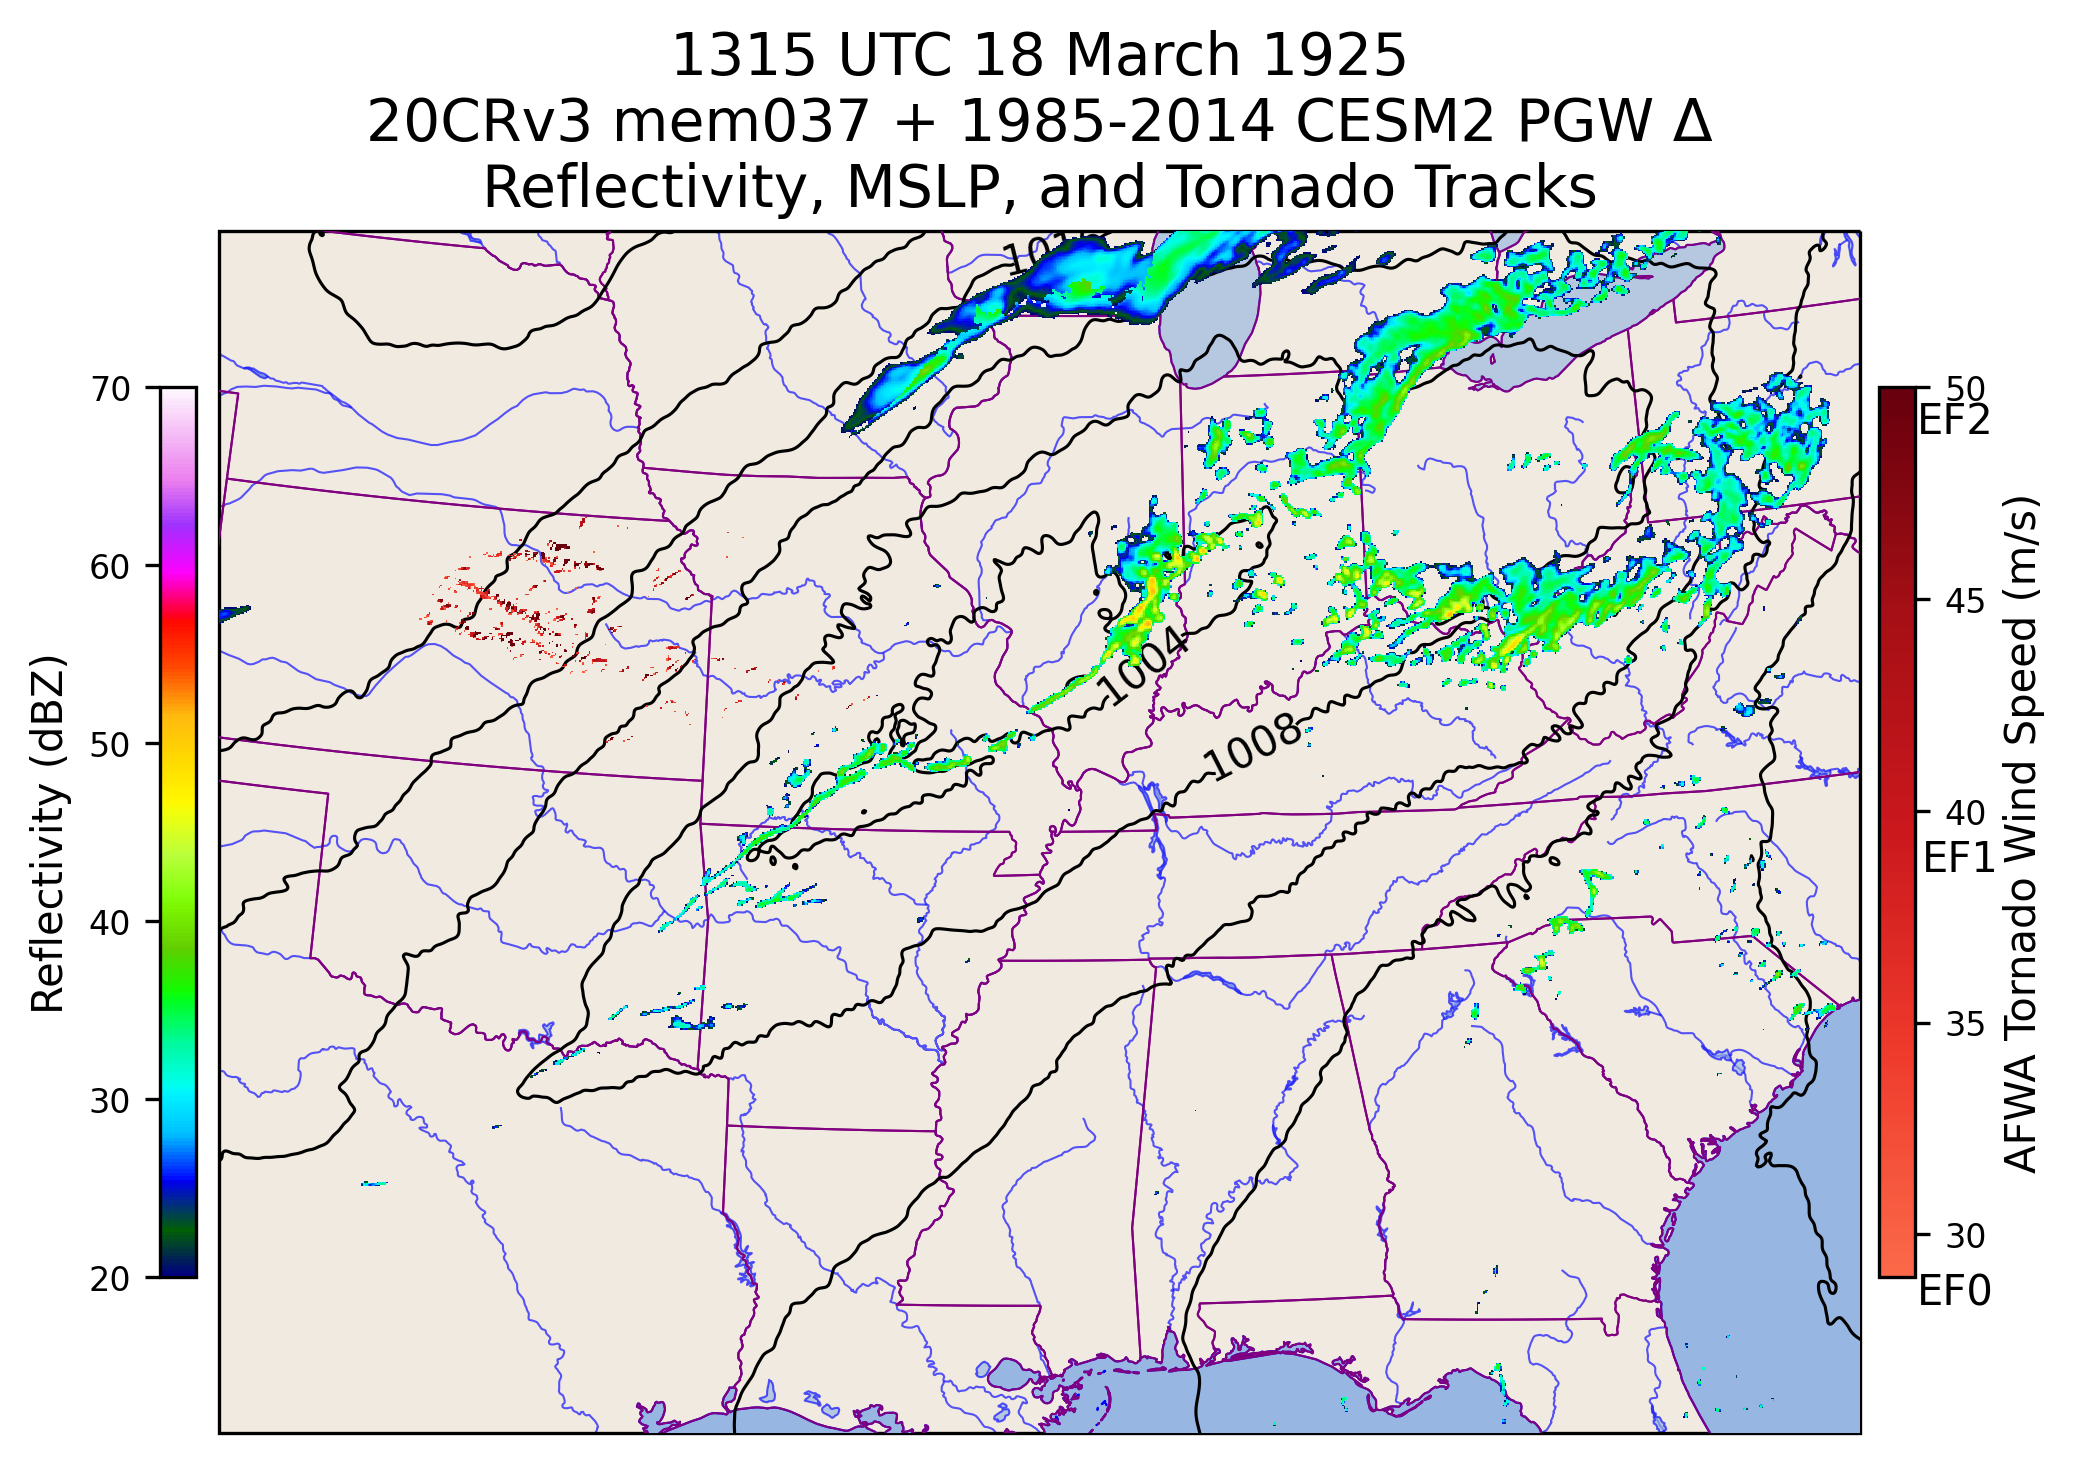 1315 UTC 18 March 1925
20CRv3 mem037 + 1985-2014 CESM2 PGW Δ
Reflectivity, MSLP, and Tornado Tracks
1004
1008
Reflectivity (dBZ)
70
60
50
40
30
20
50
EF2
45
40
EF1
35
30
EF0
AFWA Tornado Wind Speed (m/s)